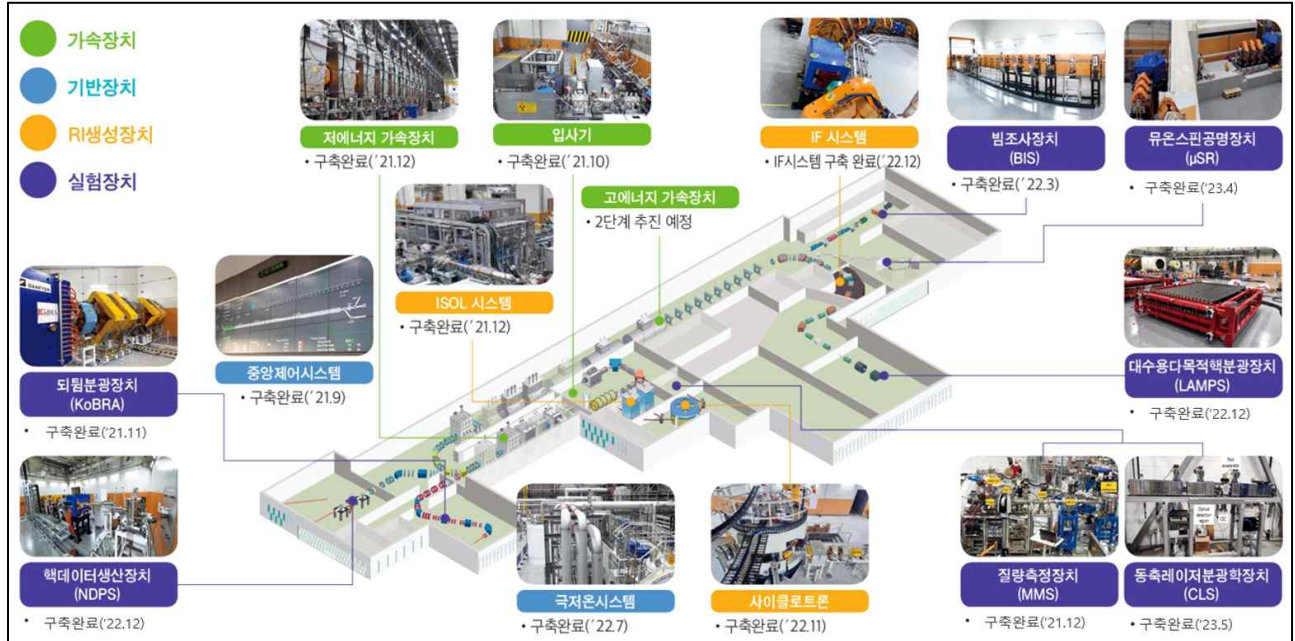 가속장치
기반장치
RI생성장치
실험장치
저에너지 가속장치
• 구축완료(´21.12)
입사기
• 구축완료(´21.10)
IF 시스템
• IF시스템 구축 완료(´22.12)
빔조사장치
(BIS)
• 구축완료(´22.3)
뮤온스핀공명장치
(μSR)
• 구축완료('23.4)
고에너지 가속장치
• 2단계 추진 예정
ISOL 시스템
• 구축완료(´21.12)
KoBRA
되튐분광장치
(KoBRA)
• 구축완료('21.11)
중앙제어시스템
• 구축완료(´21.9)
대수용다목적핵분광장치
(LAMPS)
• 구축완료('22.12)
핵데이터생산장치
(NDPS)
• 구축완료('22.12)
극저온시스템
• 구축완료(´22.7)
사이클로트론
• 구축완료(´22.11)
질량측정장치
(MMS)
• 구축완료('21.12)
동축레이저분광학장치
(CLS)
• 구축완료('23.5)